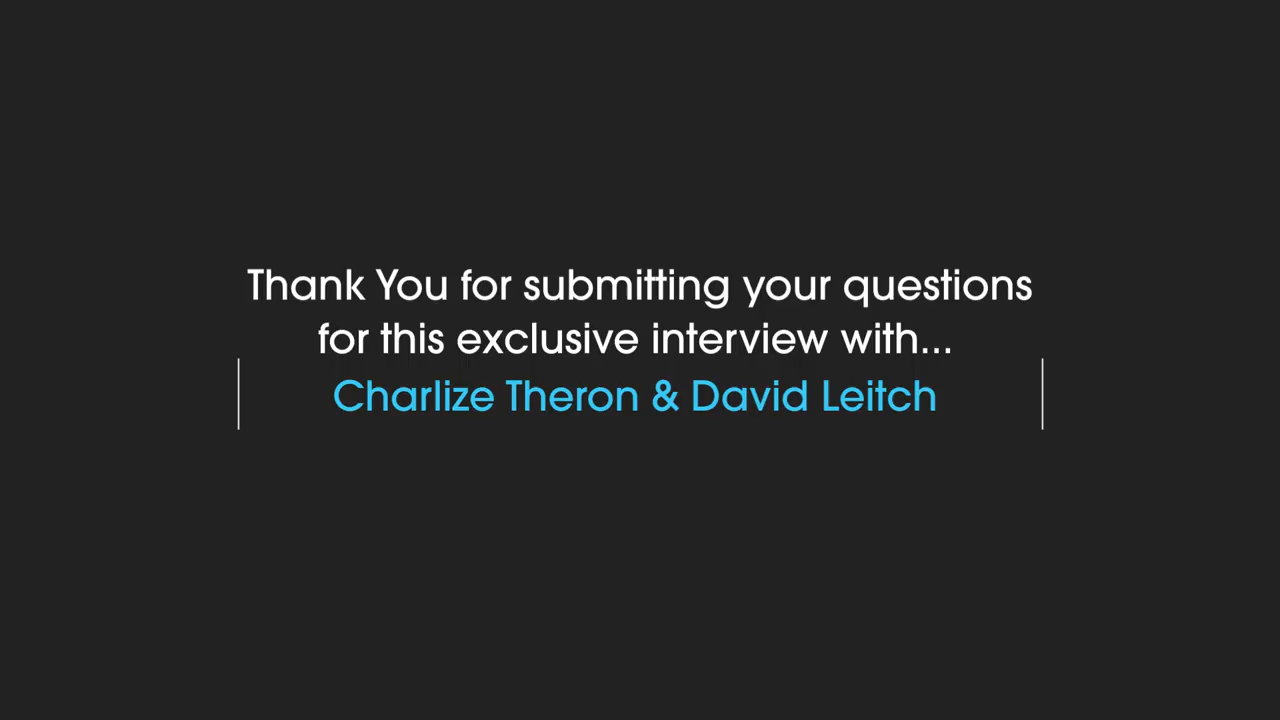 Thank You for submitting your questions
for this exclusive interview with...
Charlize Theron & David Leitch